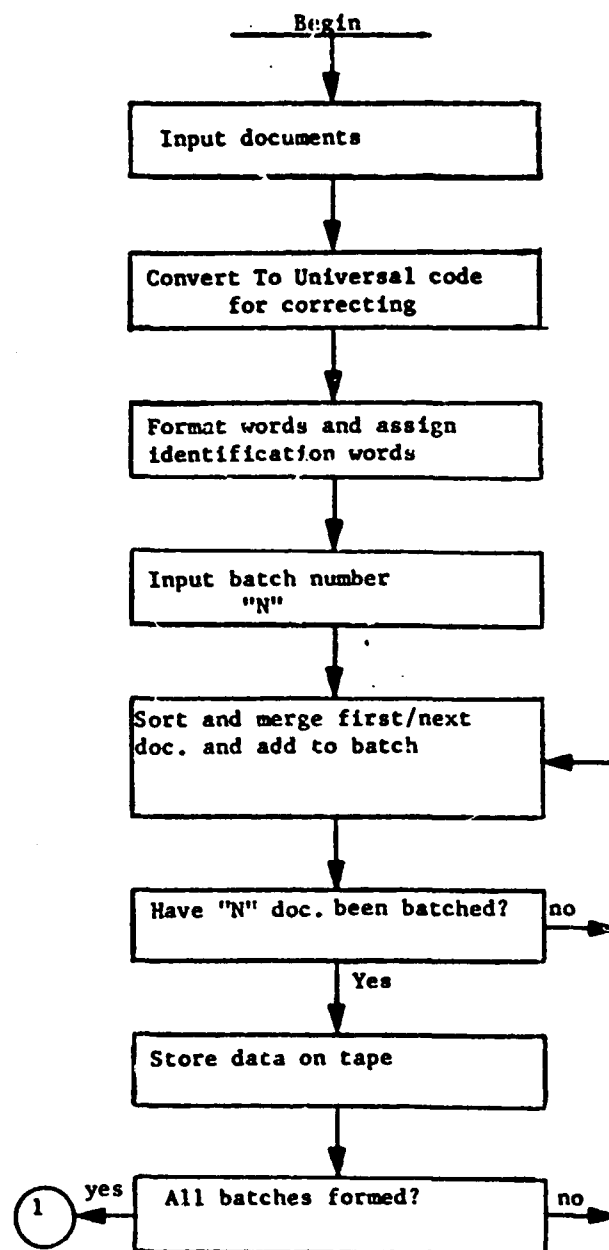 Begin
Input documents
Convert To Universal code
for correcting
Format words and assign
identification words
Input batch number
"N"
Sort and merge first/next
doc. and add to batch
Have "N" doc. been batched?
no
Yes
Store data on tape
1
yes
All batches formed?
no